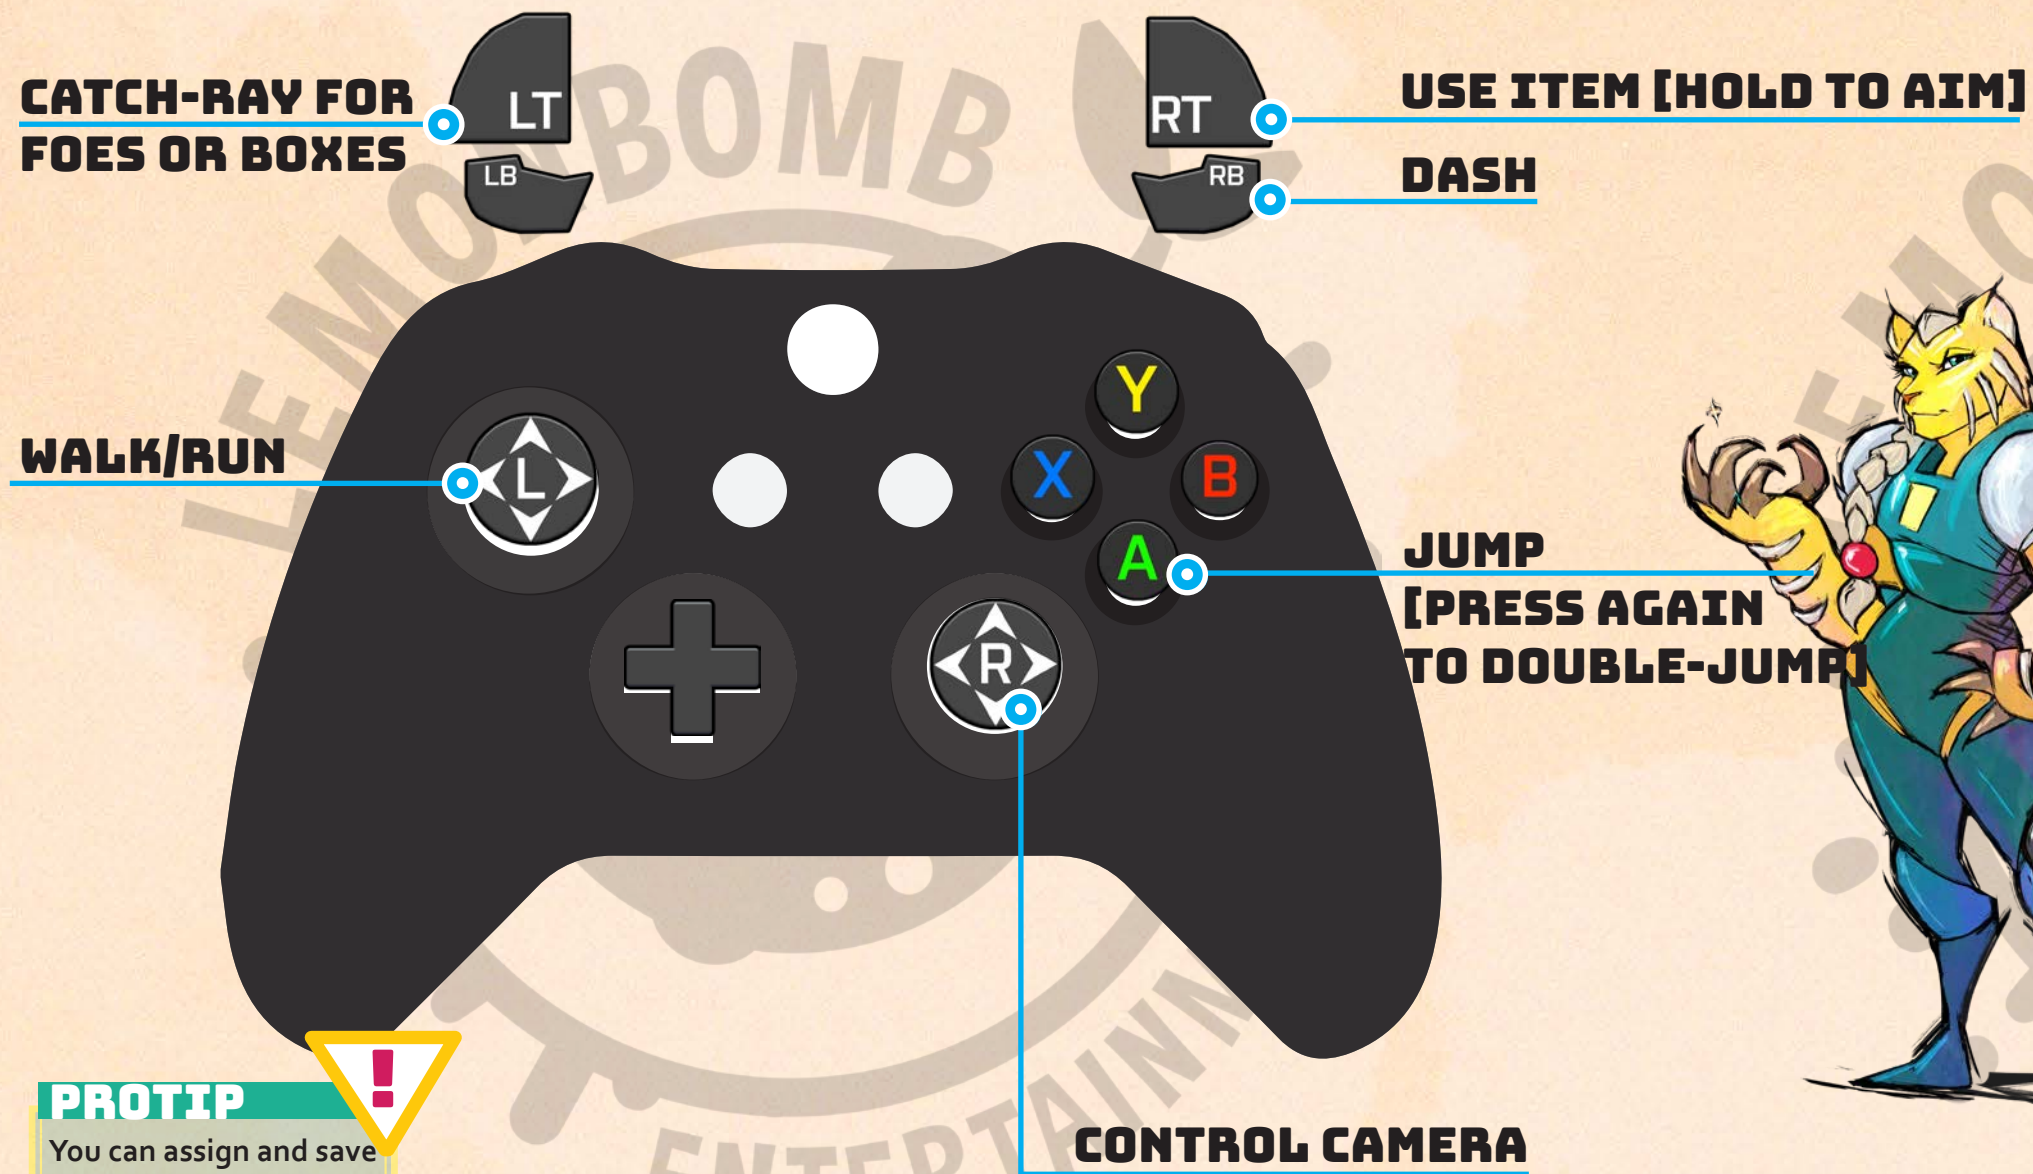 CATCH-RAY FOR
FOES OR BOXES
LT
LB
RT
RB
USE ITEM [HOLD TO AIM]
DASH
LEMONBOMB
WALK/RUN
L
Y
X
B
A
JUMP
[PRESS AGAIN
TO DOUBLE-JUMP]
R
CONTROL CAMERA
PROTIP
!
You can assign and save